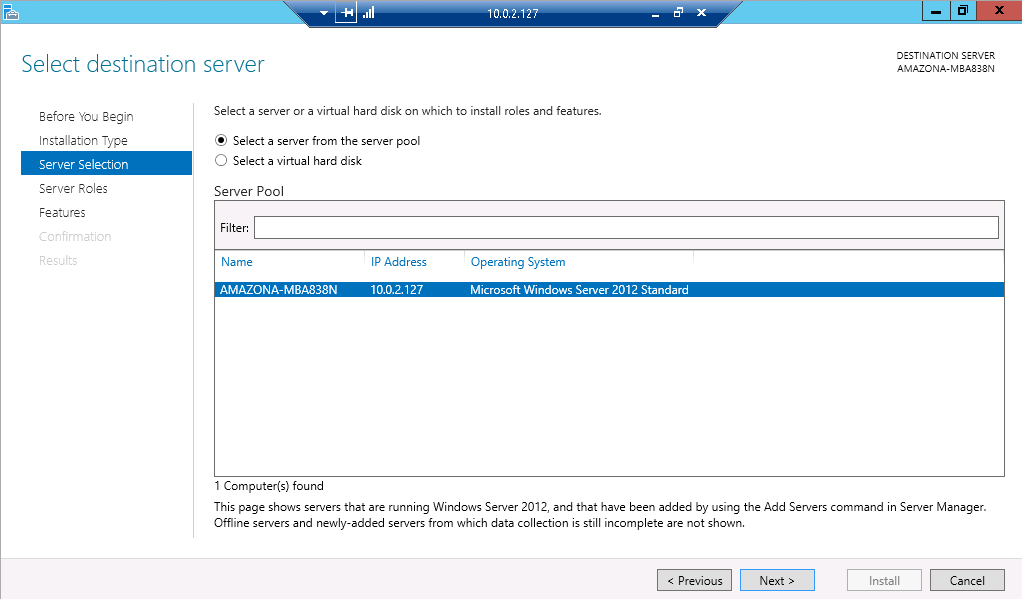 10.0.2.127
Select destination server
DESTINATION SERVER
AMAZONA-MBA838N
Before You Begin
Installation Type
Server Selection
Server Roles
Features
Confirmation
Results
Select a server or a virtual hard disk on which to install roles and features.
Select a server from the server pool
Select a virtual hard disk
Server Pool
Filter:
Name IP Address Operating System
AMAZONA-MBA838N 10.0.2.127 Microsoft Windows Server 2012 Standard
1 Computer(s) found
This page shows servers that are running Windows Server 2012, and that have been added by using the Add Servers command in Server Manager.
Offline servers and newly-added servers from which data collection is still incomplete are not shown.
< Previous Next > Install Cancel